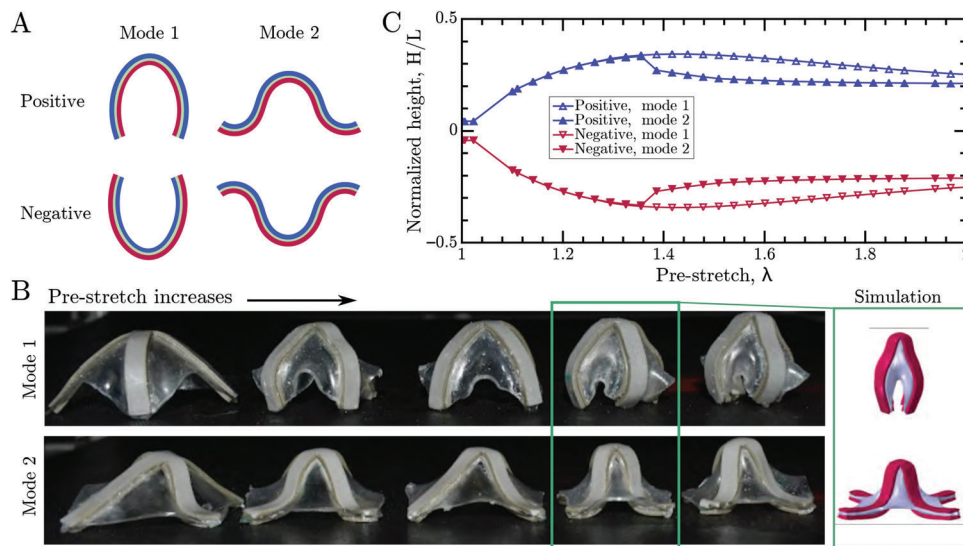 A
Mode 1
Mode 2
Positive
Negative
C
Normalized height, H/L
0.5
0
−0.5
Positive, mode 1
Positive, mode 2
Negative, mode 1
Negative, mode 2
1
1.2
1.4
1.6
1.8
Pre-stretch, λ
B
Pre-stretch increases
Simulation
Mode 1
Mode 2